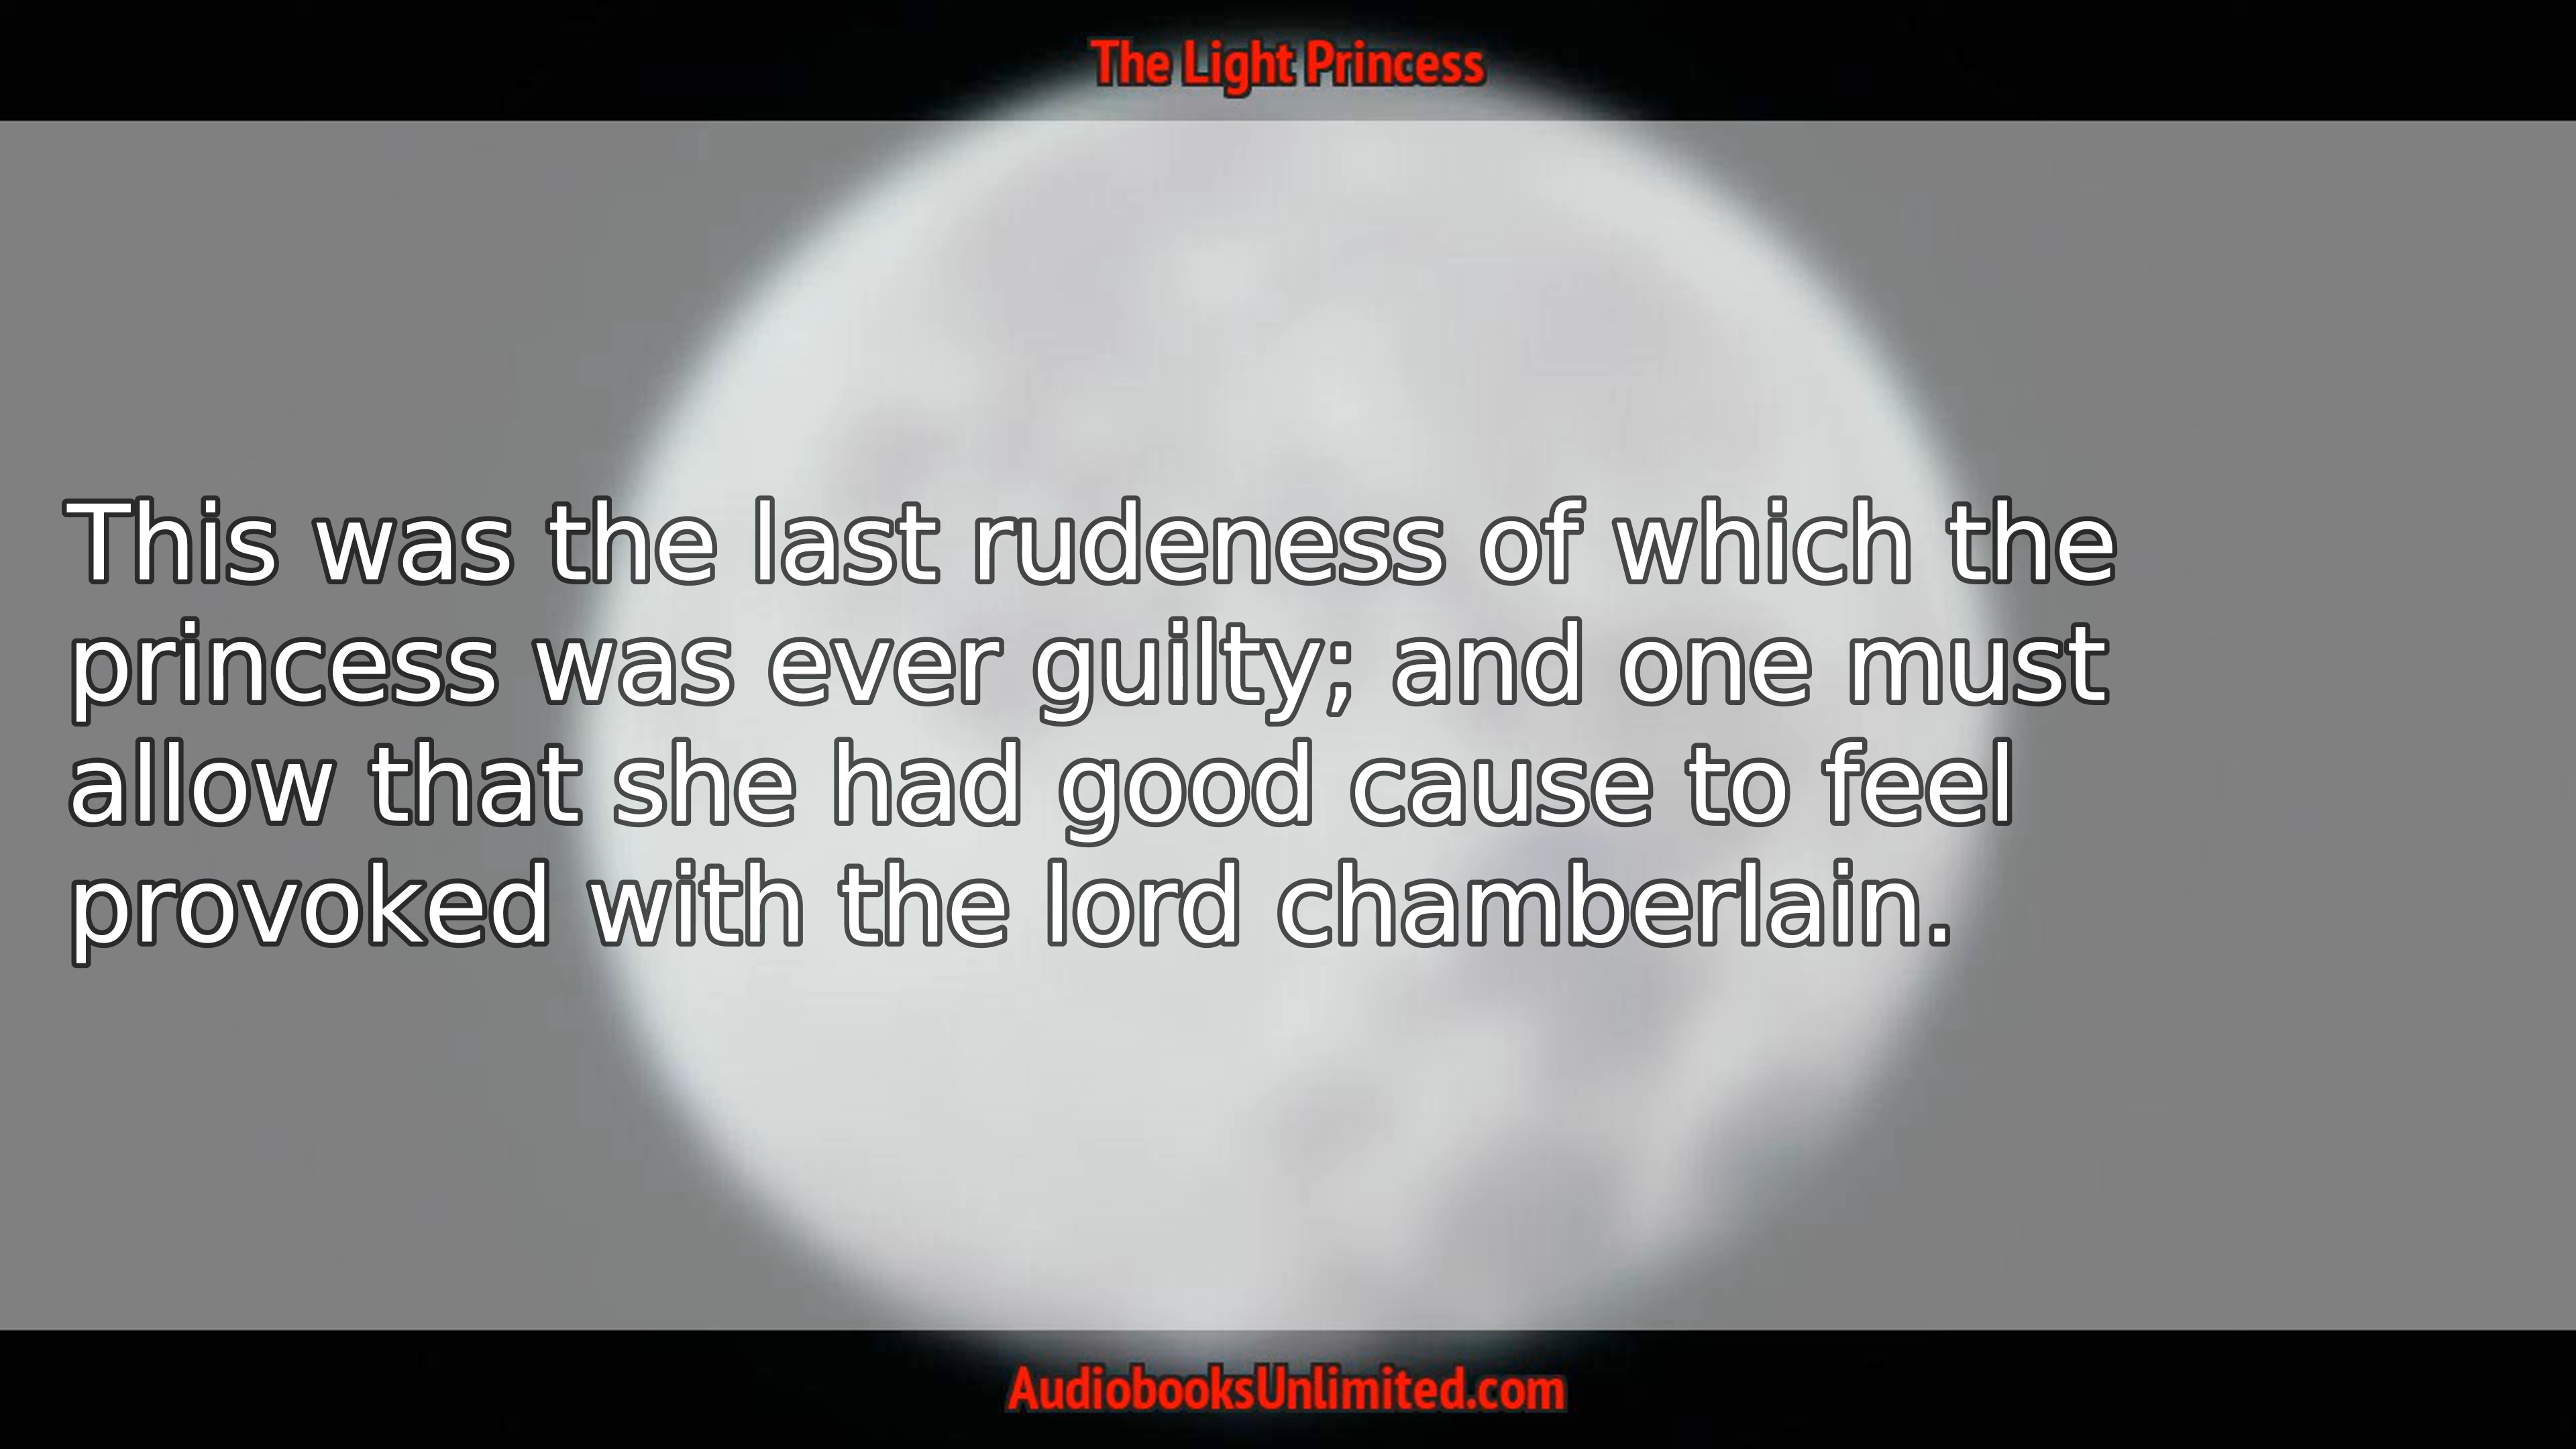 The Light Princess
This was the last rudeness of which the
princess was ever guilty; and one must
allow that she had good cause to feel
provoked with the lord chamberlain.
AudiobooksUnlimited.com